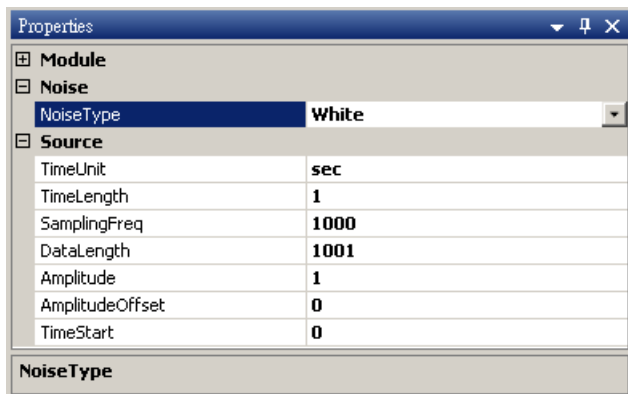 Properties
Module
Noise
NoiseType White
Source
TimeUnit sec
TimeLength 1
SamplingFreq 1000
DataLength 1001
Amplitude 1
AmplitudeOffset 0
TimeStart 0
NoiseType